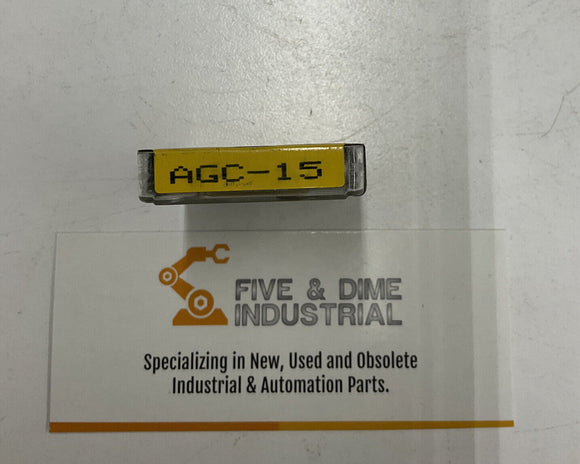 AGC-15
FIVE & DIME
INDUSTRIAL
Specializing in New, Used and Obsolete
Industrial & Automation Parts.